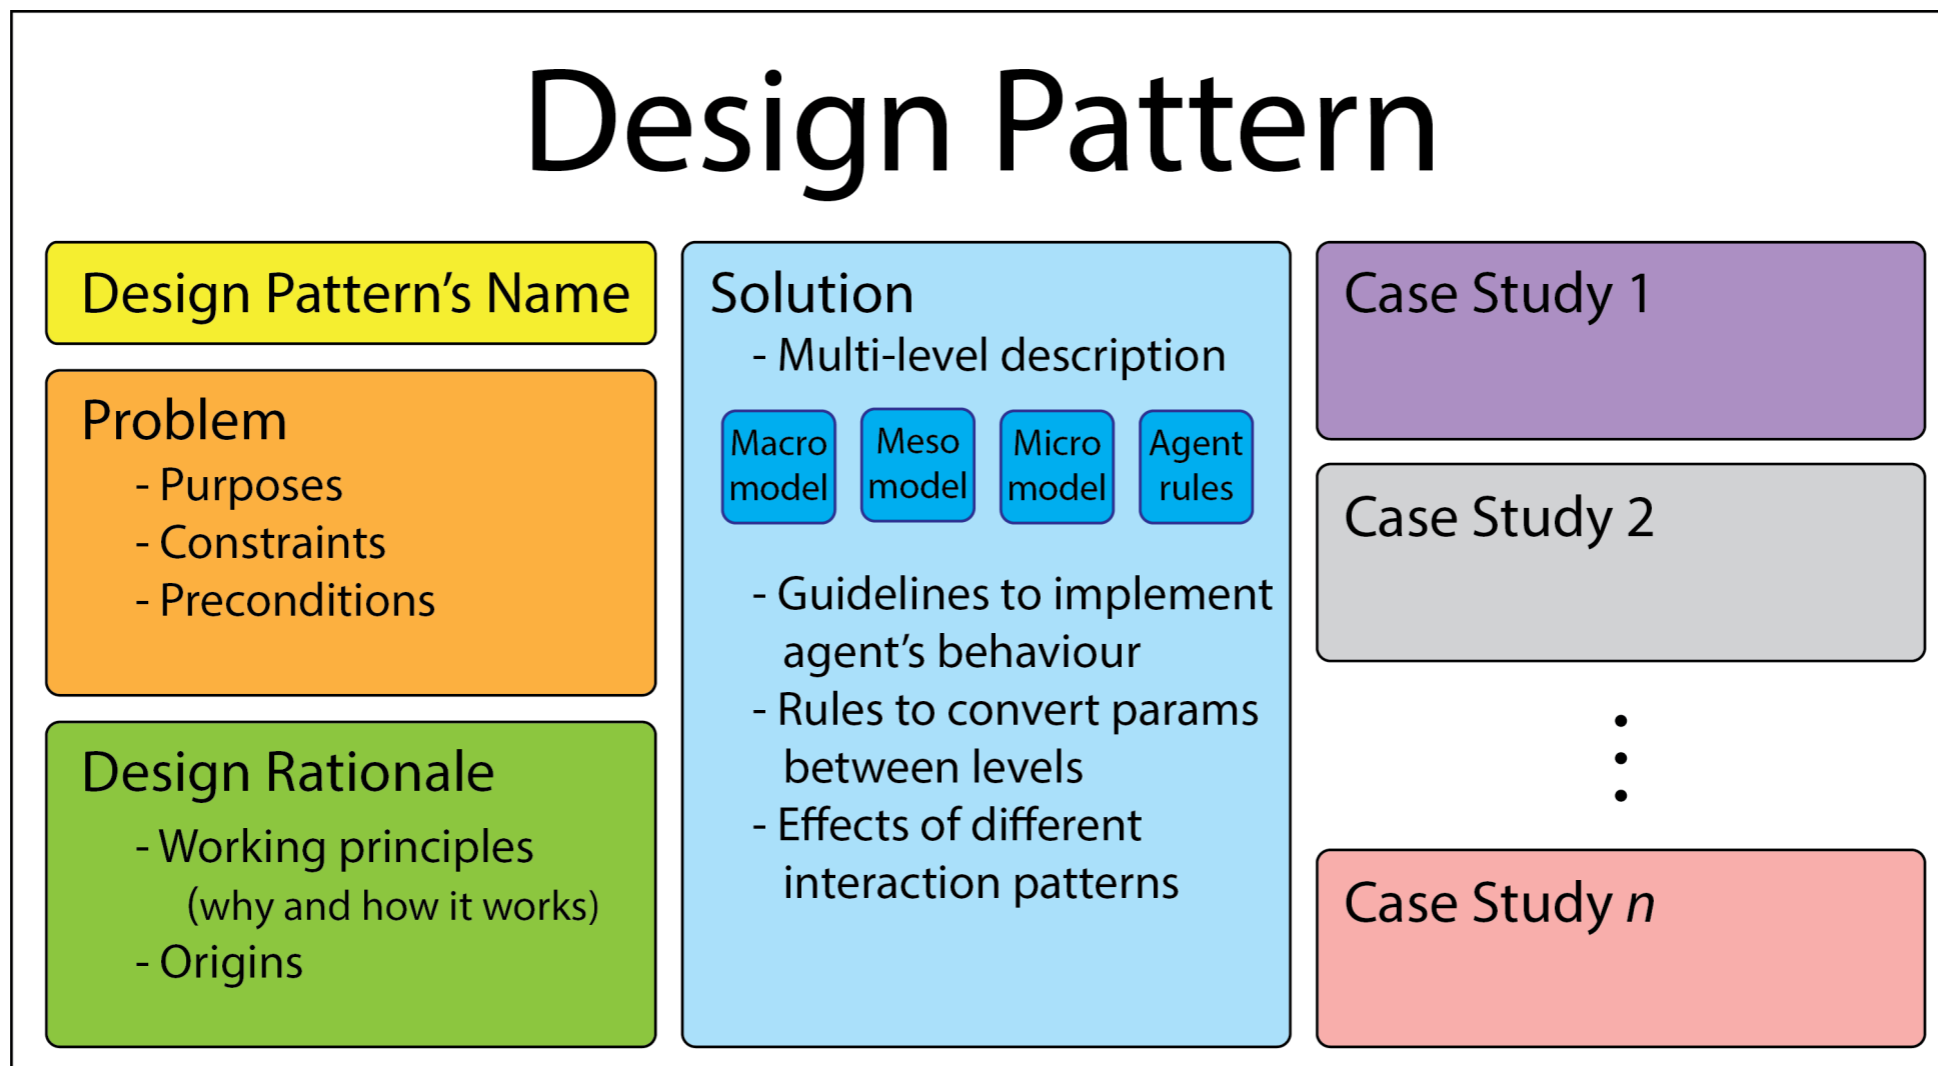 Design Pattern
Design Pattern’s Name
Problem
- Purposes
- Constraints
- Preconditions
Design Rationale
- Working principles
(why and how it works)
- Origins
Solution
- Multi-level description
Macro
model
Meso
model
Micro
model
Agent
rules
- Guidelines to implement
agent’s behaviour
- Rules to convert params
between levels
- Effects of different
interaction patterns
Case Study 1
Case Study 2
Case Study n